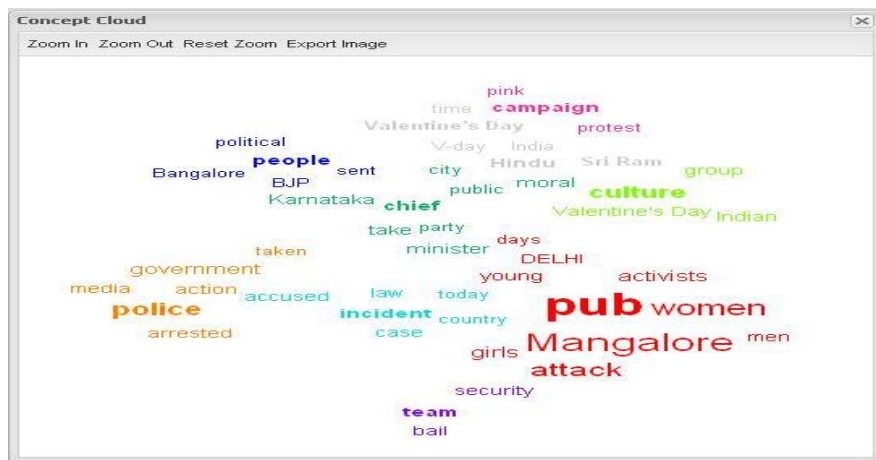 Concept Cloud
Zoom In Zoom Out Reset Zoom Export Image
pink
time campaign
Valentine's Day protest
political V-day India
people Hindu Sri Ram
Bangalore sent city group
BJP public moral culture
Karnataka chief Valentine's Day Indian
take party
taken minister days
government DELHI
young activists
media action accused law today
police incident country pub women
arrested case Mangalore men
girls
attack
security
team
bail